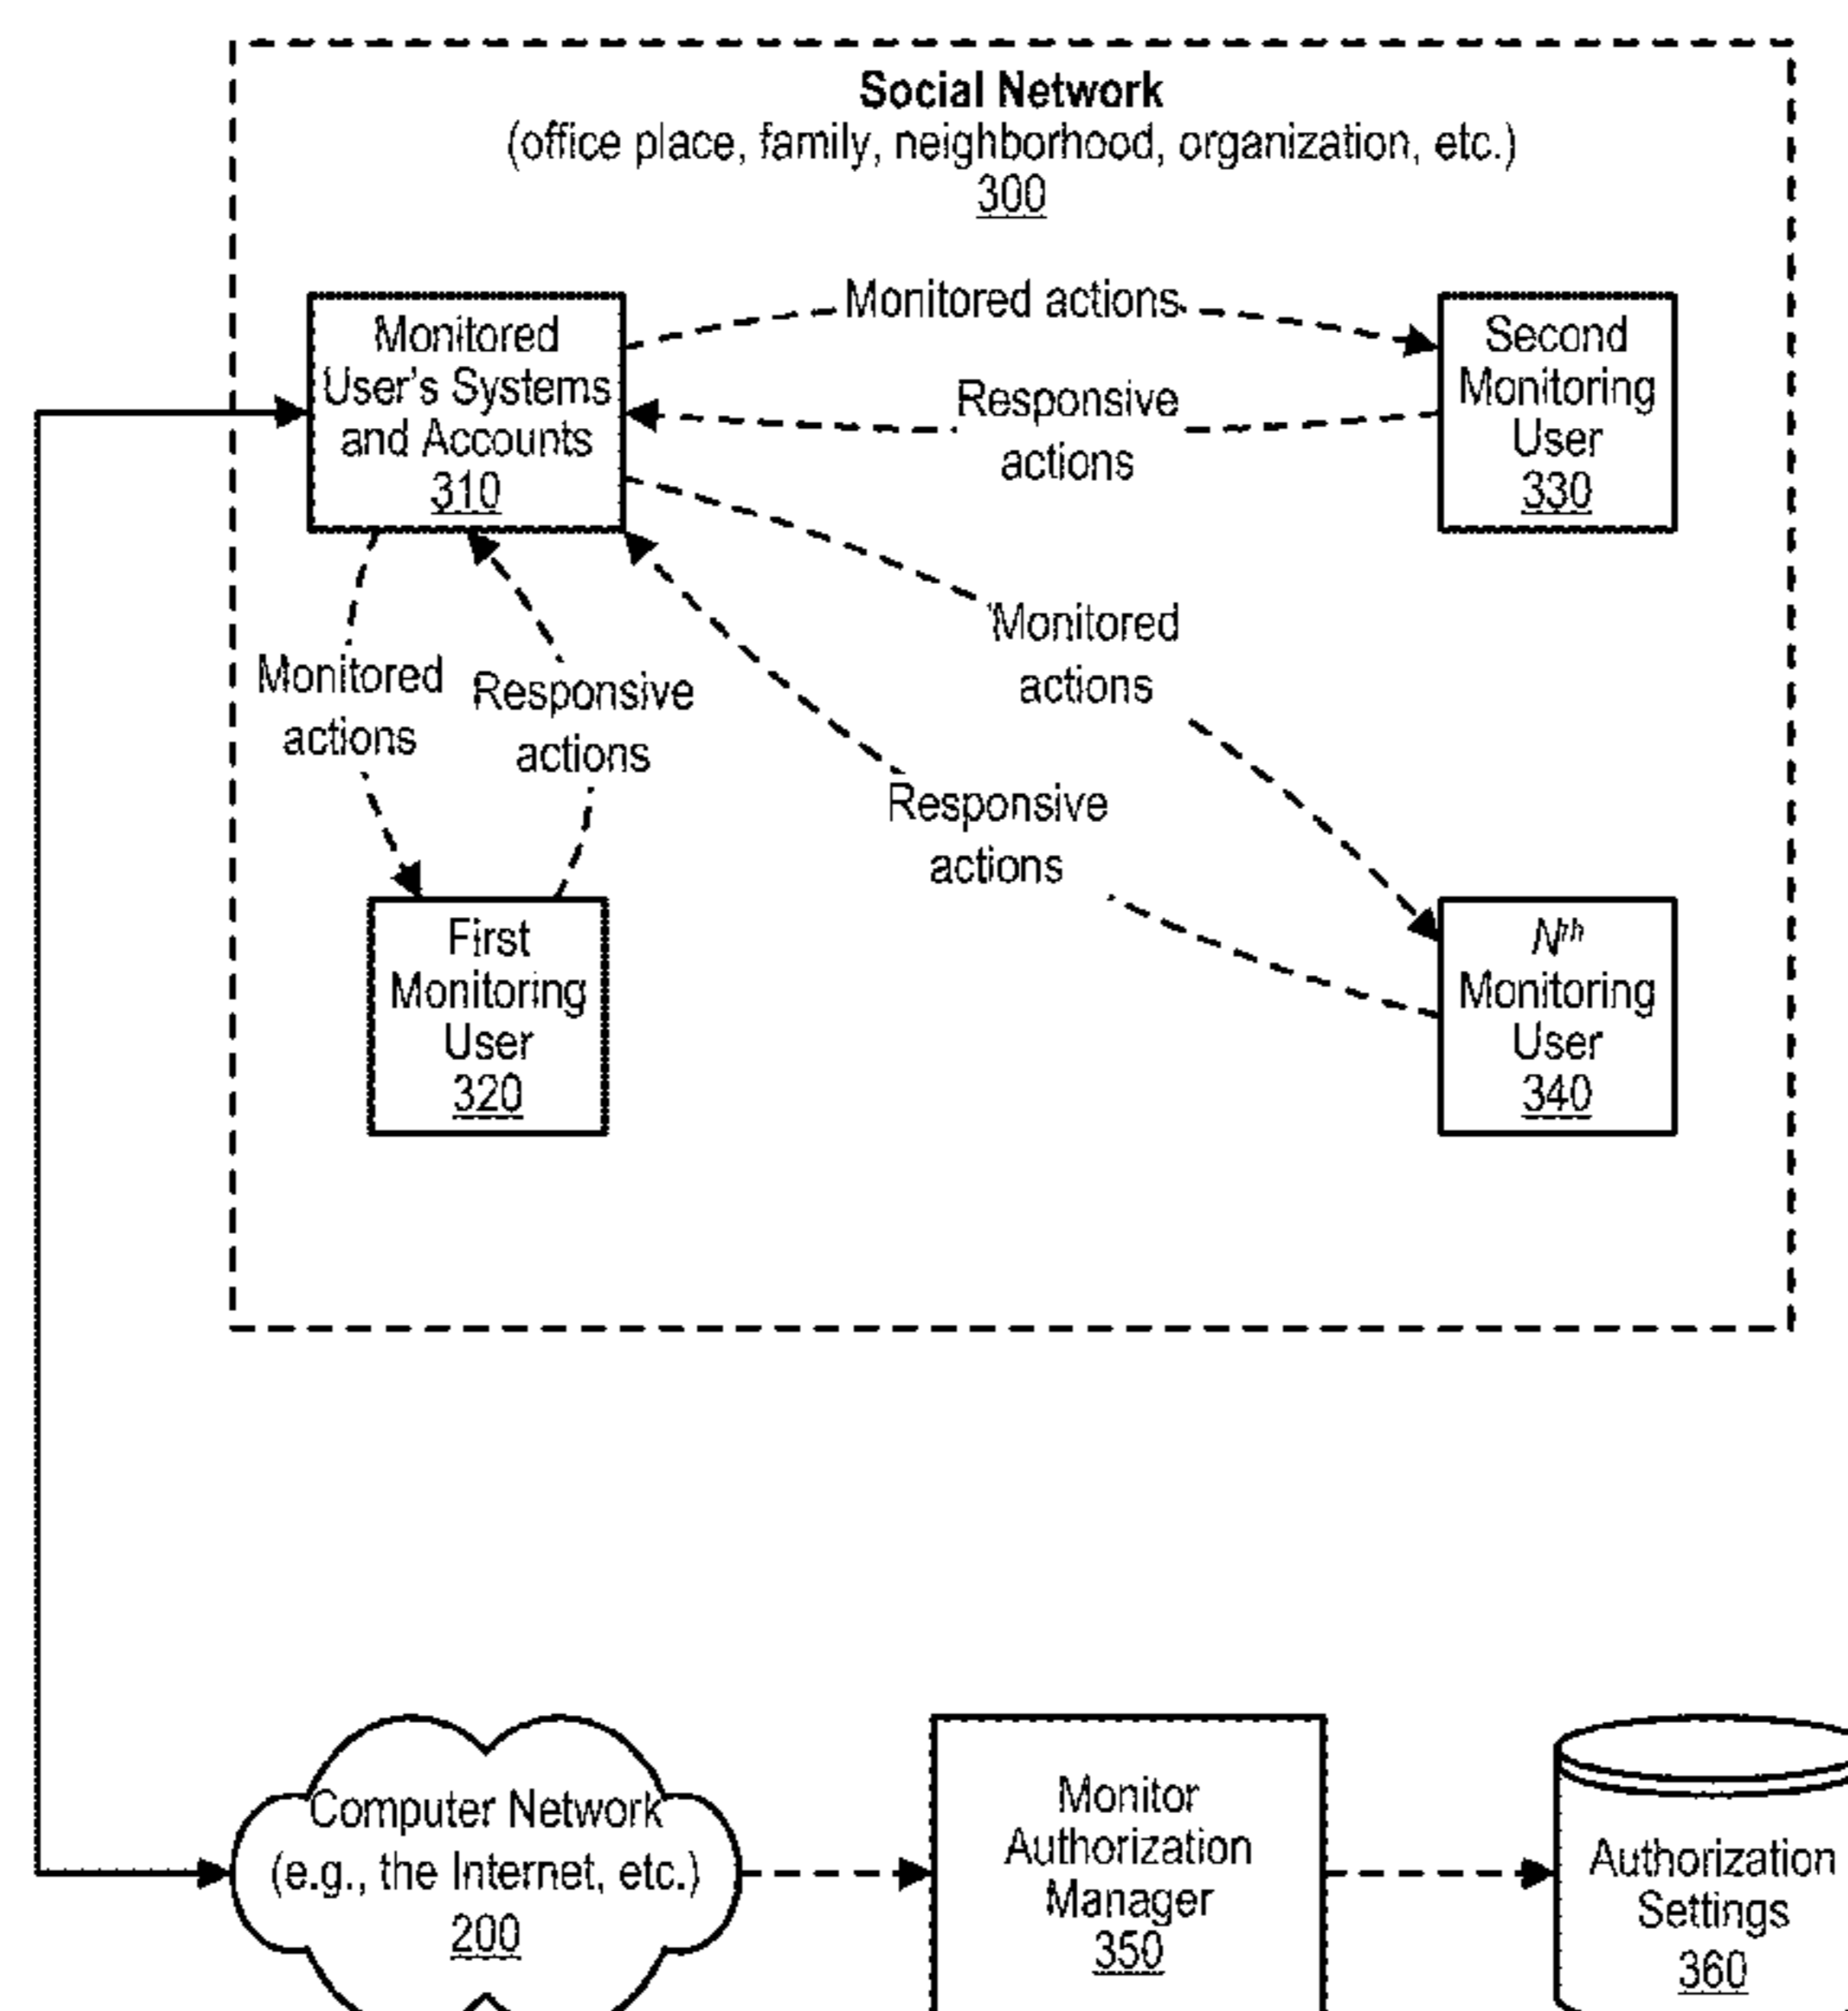 Social Network
(office place, family, neighborhood, organization, etc.)
300
Monitored
User's Systems
and Accounts
310
Monitored actions
Responsive
actions
Second
Monitoring
User
330
Monitored
actions
Responsive
actions
Monitored
actions
Responsive
actions
First
Monitoring
User
320
Nth
Monitoring
User
340
Computer Network
(e.g., the Internet, etc.)
200
Monitor
Authorization
Manager
350
Authorization
Settings
360